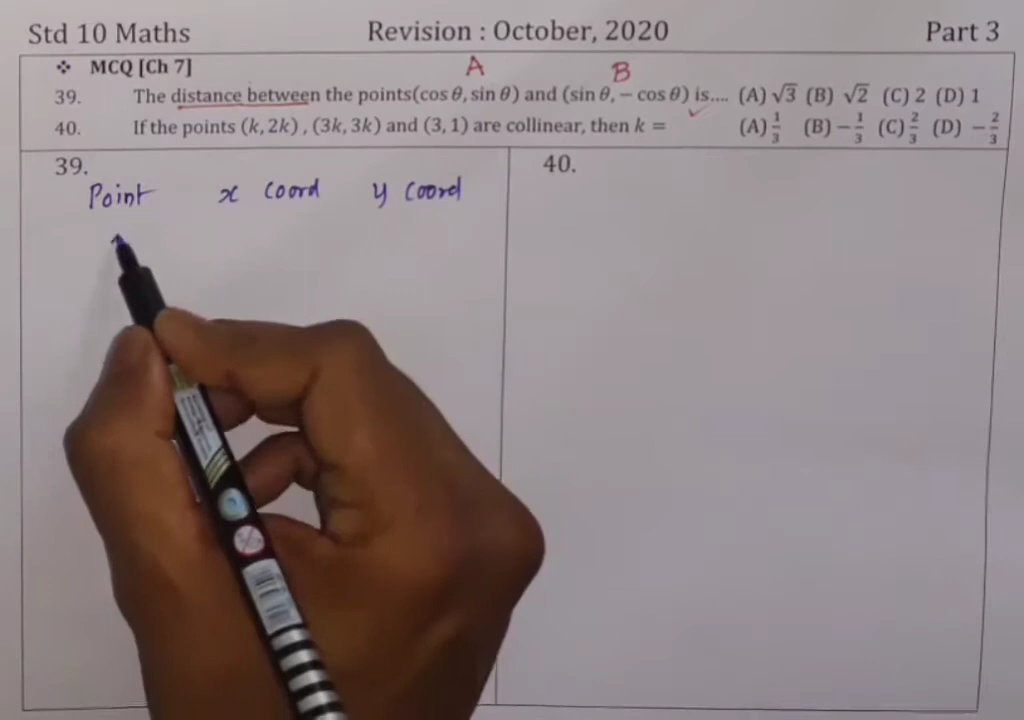 Std 10 Maths Revision : October, 2020 Part 3
❖ MCQ [Ch 7] A B
39. The distance between the points(cos θ, sin θ) and (sin θ, − cos θ) is.... (A) √3 (B) √2 (C) 2 (D) 1
40. If the points (k, 2k) , (3k, 3k) and (3, 1) are collinear, then k = (A) 1/3 (B) − 1/3 (C) 2/3 (D) − 2/3
39. 40.
Point x coord y coord